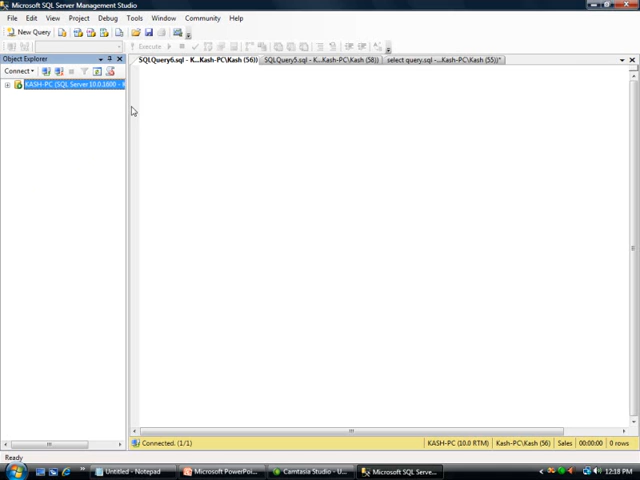 Microsoft SQL Server Management Studio
File Edit View Project Debug Tools Window Community Help
New Query
Execute
Object Explorer
SQLQuery6.sql - K...Kash-PC\Kash (56))
SQLQuery5.sql - K...Kash-PC\Kash (58))
select query.sql -...Kash-PC\Kash (55))*
Connect
KASH-PC (SQL Server 10.0.1600 -
Connected. (1/1)
KASH-PC (10.0 RTM)
Kash-PC\Kash (56)
Sales
00:00:00
0 rows
Ready
Untitled - Notepad
Microsoft PowerPoi...
Camtasia Studio - U...
Microsoft SQL Serve...
12:18 PM